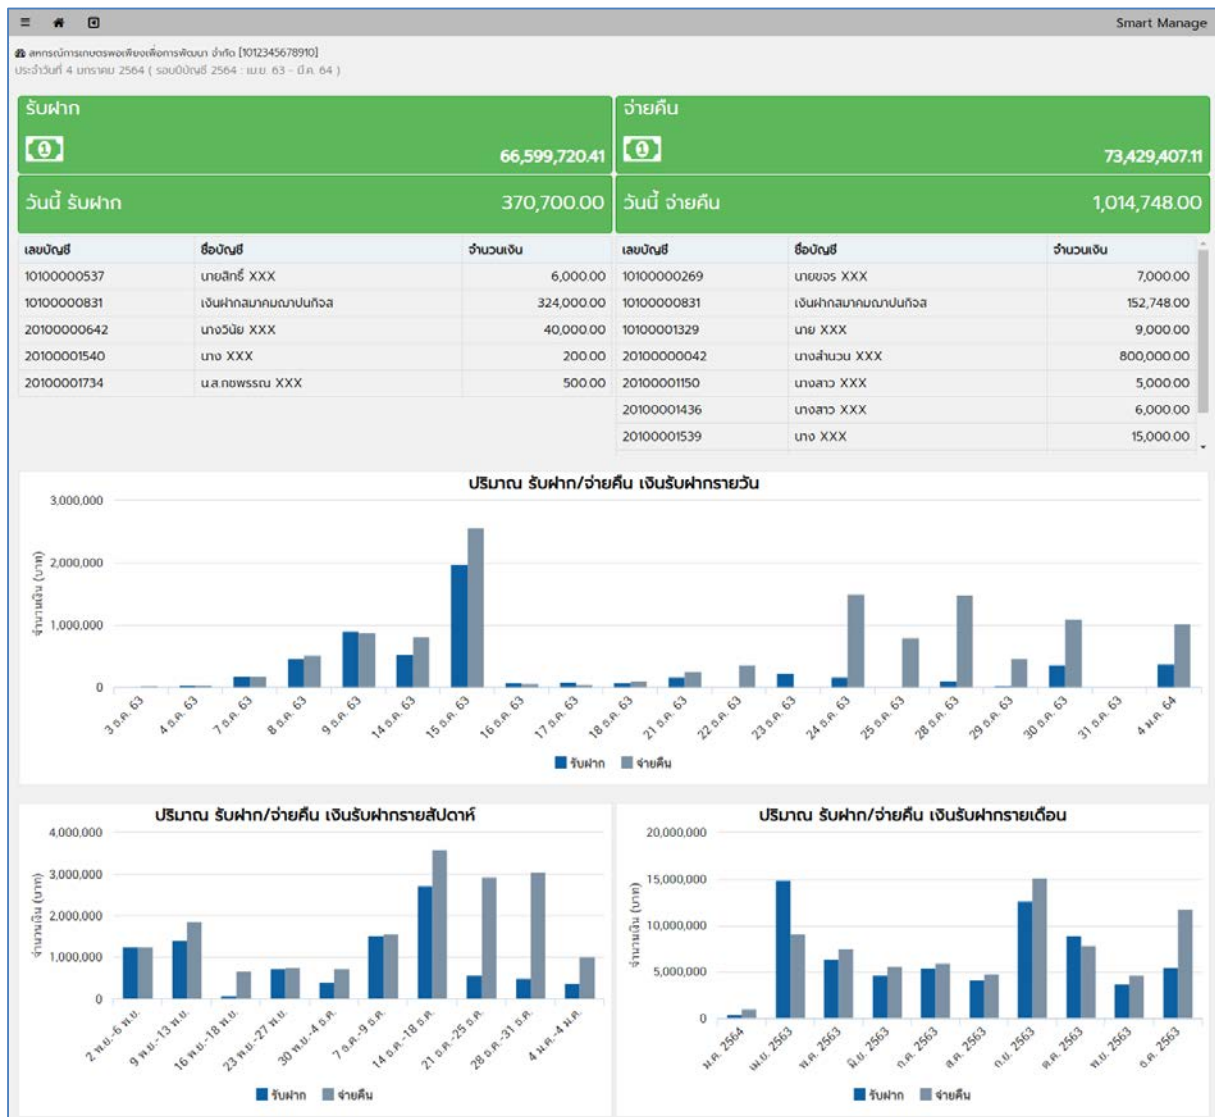 Smart Manage
สหกรณ์การเกษตรพอเพียงเพื่อการพัฒนา จำกัด [1012345678910]
ประจำวันที่ 4 มกราคม 2564 ( รอบปีบัญชี 2564 : เม.ย. 63 - มี.ค. 64 )
รับฝาก
66,599,720.41
จ่ายคืน
73,429,407.11
วันนี้ รับฝาก 370,700.00
วันนี้ จ่ายคืน 1,014,748.00
เลขบัญชี ชื่อบัญชี จำนวนเงิน
10100000537 นายสิทธิ์ XXX 6,000.00
10100000831 เงินฝากสมาคมฌาปนกิจส 324,000.00
20100000642 นางวินัย XXX 40,000.00
20100001540 นาง XXX 200.00
20100001734 น.ส.กชพรรณ XXX 500.00
เลขบัญชี ชื่อบัญชี จำนวนเงิน
10100000269 นายขจร XXX 7,000.00
10100000831 เงินฝากสมาคมฌาปนกิจส 152,748.00
10100001329 นาย XXX 9,000.00
20100000042 นางสำนวน XXX 800,000.00
20100001150 นางสาว XXX 5,000.00
20100001436 นางสาว XXX 6,000.00
20100001539 นาง XXX 15,000.00
ปริมาณ รับฝาก/จ่ายคืน เงินรับฝากรายวัน
จำนวนเงิน (บาท)
3,000,000
2,000,000
1,000,000
0
3 ธ.ค. 63 4 ธ.ค. 63 7 ธ.ค. 63 8 ธ.ค. 63 9 ธ.ค. 63 14 ธ.ค. 63 15 ธ.ค. 63 16 ธ.ค. 63 17 ธ.ค. 63 18 ธ.ค. 63 21 ธ.ค. 63 22 ธ.ค. 63 23 ธ.ค. 63 24 ธ.ค. 63 25 ธ.ค. 63 28 ธ.ค. 63 29 ธ.ค. 63 30 ธ.ค. 63 31 ธ.ค. 63 4 ม.ค. 64
รับฝาก จ่ายคืน
ปริมาณ รับฝาก/จ่ายคืน เงินรับฝากรายสัปดาห์
จำนวนเงิน (บาท)
4,000,000
3,000,000
2,000,000
1,000,000
0
2 พ.ย.-6 พ.ย. 9 พ.ย.-13 พ.ย. 16 พ.ย.-18 พ.ย. 23 พ.ย.-27 พ.ย. 30 พ.ย.-4 ธ.ค. 7 ธ.ค.-9 ธ.ค. 14 ธ.ค.-18 ธ.ค. 21 ธ.ค.-25 ธ.ค. 28 ธ.ค.-31 ธ.ค. 4 ม.ค.-4 ม.ค.
รับฝาก จ่ายคืน
ปริมาณ รับฝาก/จ่ายคืน เงินรับฝากรายเดือน
จำนวนเงิน (บาท)
20,000,000
15,000,000
10,000,000
5,000,000
0
ม.ค. 2564 เม.ย. 2563 พ.ค. 2563 มิ.ย. 2563 ก.ค. 2563 ส.ค. 2563 ก.ย. 2563 ต.ค. 2563 พ.ย. 2563 ธ.ค. 2563
รับฝาก จ่ายคืน